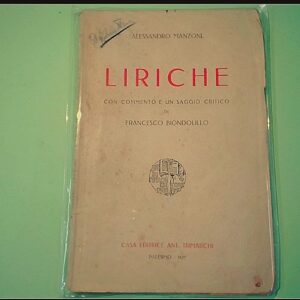 ALESSANDRO MANZONI
LIRICHE
CON COMMENTO E UN SAGGIO CRITICO
DI
FRANCESCO BIONDOLILLO
CASA EDITRICE ANT. TRIMARCHI
PALERMO